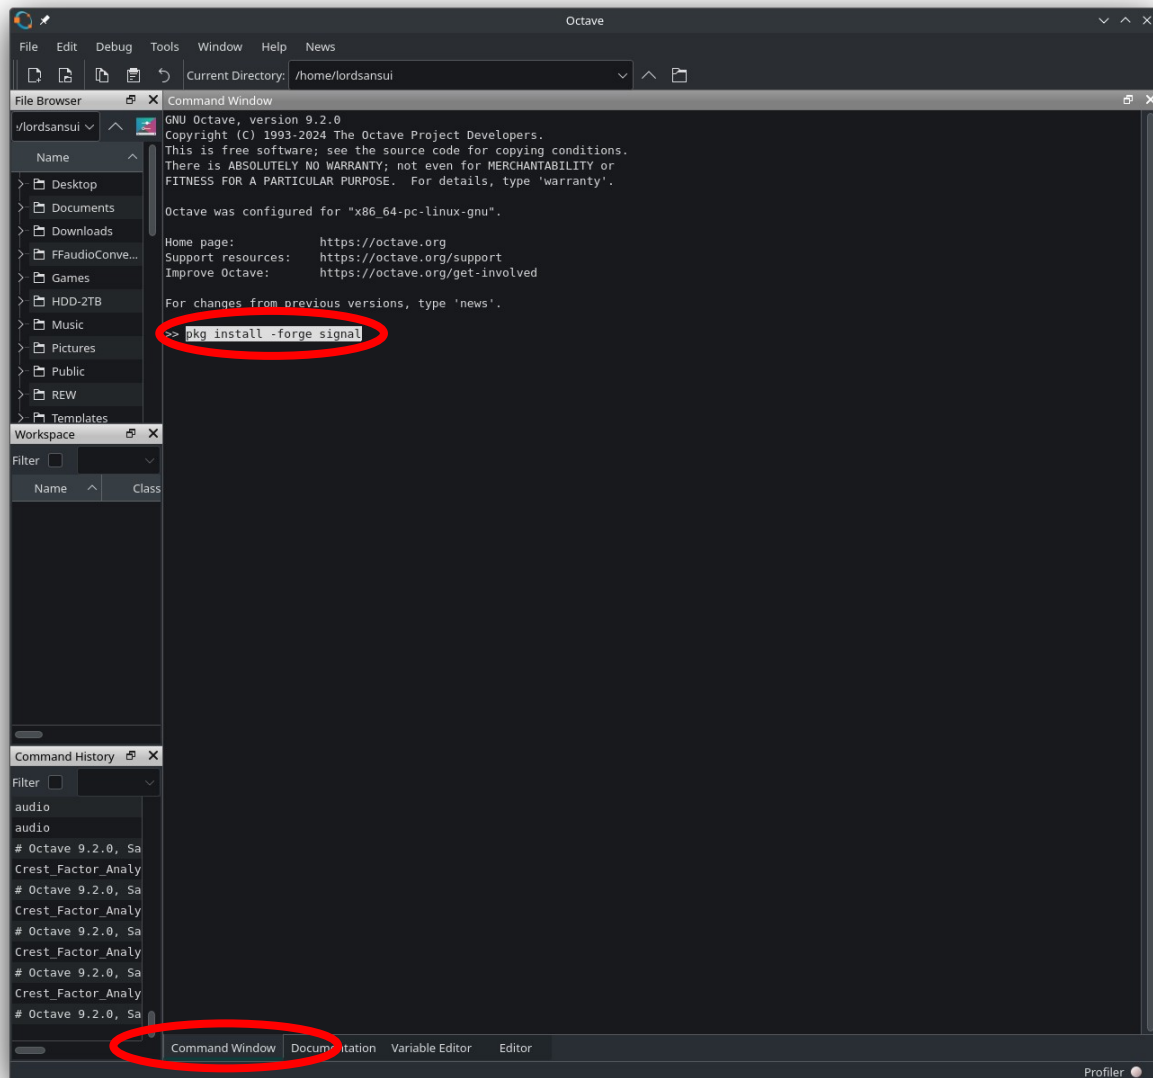 Octave
File Edit Debug Tools Window Help News
Current Directory: /home/lordsansui
File Browser
:/lordsansui
Name
Desktop
Documents
Downloads
FFaudioConve...
Games
HDD-2TB
Music
Pictures
Public
REW
Templates
Workspace
Filter
Name Class
Command History
Filter
audio
audio
# Octave 9.2.0, Sa
Crest_Factor_Analy
# Octave 9.2.0, Sa
Crest_Factor_Analy
# Octave 9.2.0, Sa
Crest_Factor_Analy
# Octave 9.2.0, Sa
Crest_Factor_Analy
# Octave 9.2.0, Sa
Command Window
GNU Octave, version 9.2.0
Copyright (C) 1993-2024 The Octave Project Developers.
This is free software; see the source code for copying conditions.
There is ABSOLUTELY NO WARRANTY; not even for MERCHANTABILITY or
FITNESS FOR A PARTICULAR PURPOSE.  For details, type 'warranty'.
Octave was configured for "x86_64-pc-linux-gnu".
Home page: https://octave.org
Support resources: https://octave.org/support
Improve Octave: https://octave.org/get-involved
For changes from previous versions, type 'news'.
>> pkg install -forge signal
Command Window Documentation Variable Editor Editor
Profiler